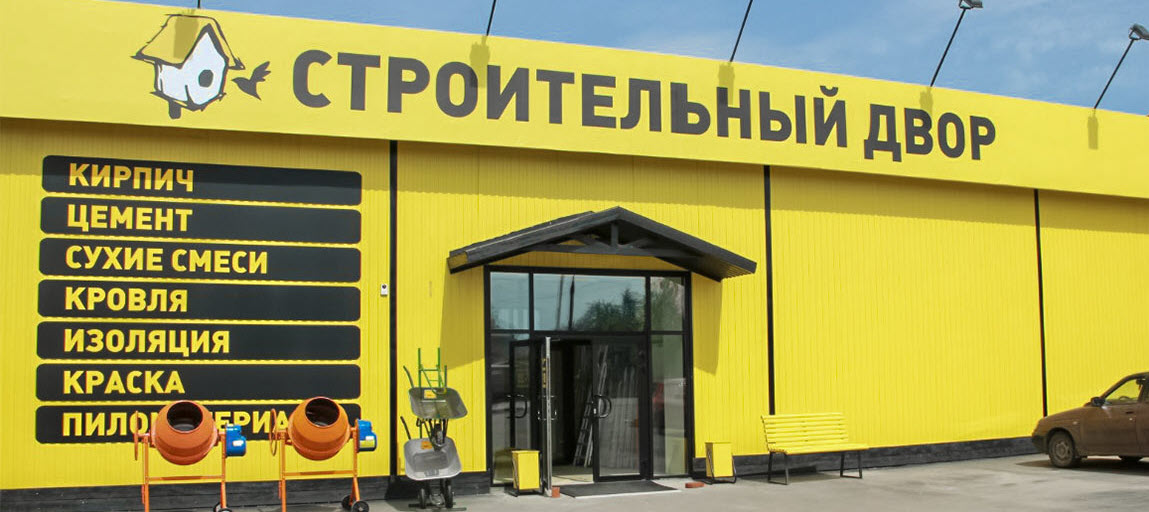 СТРОИТЕЛЬНЫЙ ДВОР
КИРПИЧ
ЦЕМЕНТ
СУХИЕ СМЕСИ
КРОВЛЯ
ИЗОЛЯЦИЯ
КРАСКА